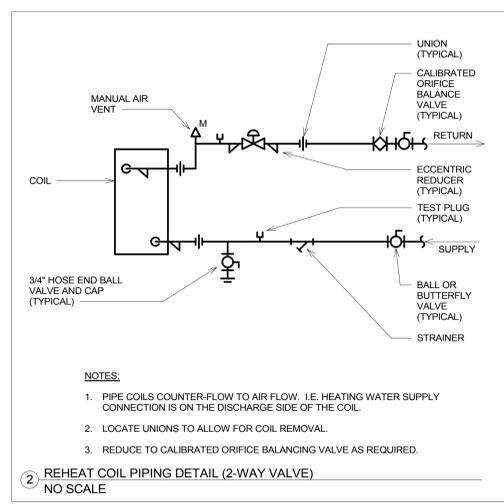 UNION
(TYPICAL)
CALIBRATED
ORIFICE
BALANCE
VALVE
(TYPICAL)
MANUAL AIR
VENT
M
RETURN
COIL
ECCENTRIC
REDUCER
(TYPICAL)
TEST PLUG
(TYPICAL)
SUPPLY
3/4" HOSE END BALL
VALVE AND CAP
(TYPICAL)
BALL OR
BUTTERFLY
VALVE
(TYPICAL)
STRAINER
NOTES:
1. PIPE COILS COUNTER-FLOW TO AIR FLOW. I.E. HEATING WATER SUPPLY
CONNECTION IS ON THE DISCHARGE SIDE OF THE COIL.
2. LOCATE UNIONS TO ALLOW FOR COIL REMOVAL.
3. REDUCE TO CALIBRATED ORIFICE BALANCING VALVE AS REQUIRED.
2 REHEAT COIL PIPING DETAIL (2-WAY VALVE)
NO SCALE